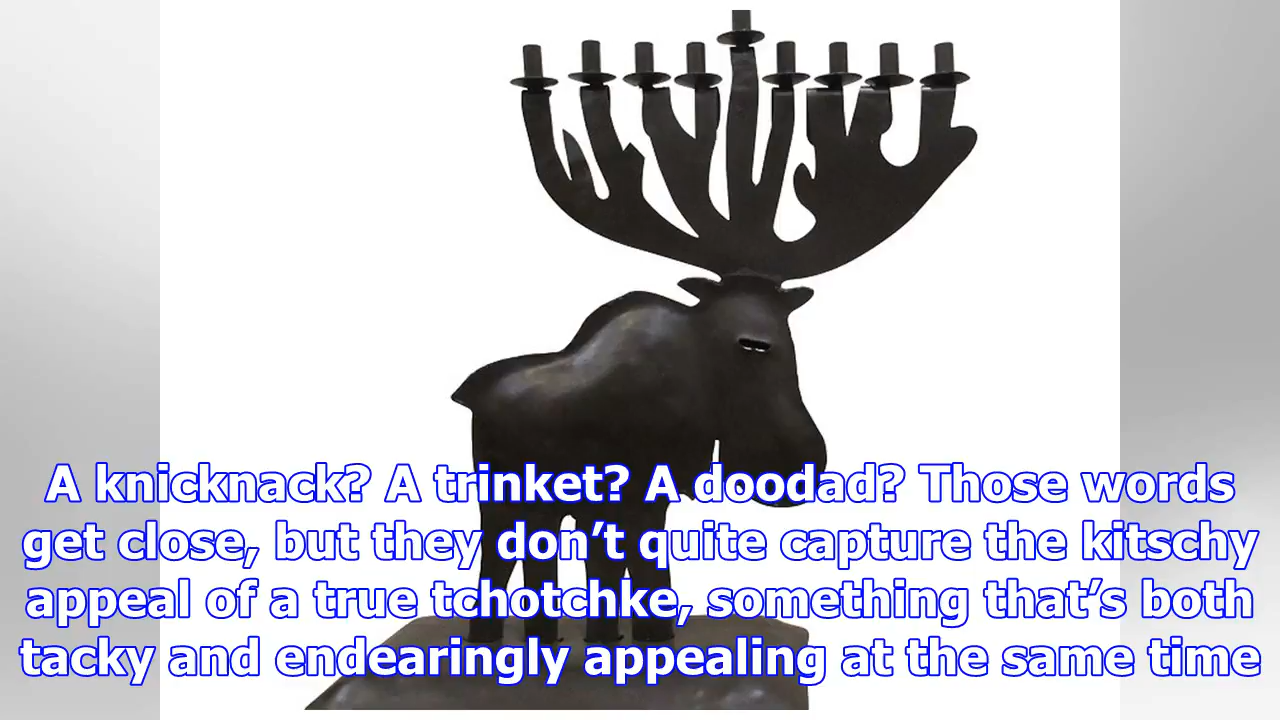 A knicknack? A trinket? A doodad? Those words
get close, but they don’t quite capture the kitschy
appeal of a true tchotchke, something that’s both
tacky and endearingly appealing at the same time